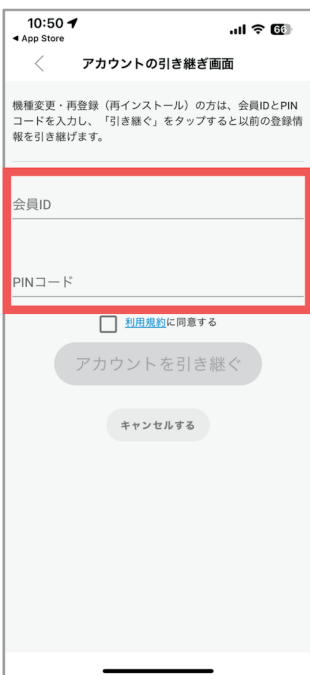 10:50
66
App Store
アカウントの引き継ぎ画面
機種変更・再登録（再インストール）の方は、会員IDとPIN
コードを入力し、「引き継ぐ」をタップすると以前の登録情
報を引き継げます。
会員ID
PINコード
利用規約に同意する
アカウントを引き継ぐ
キャンセルする